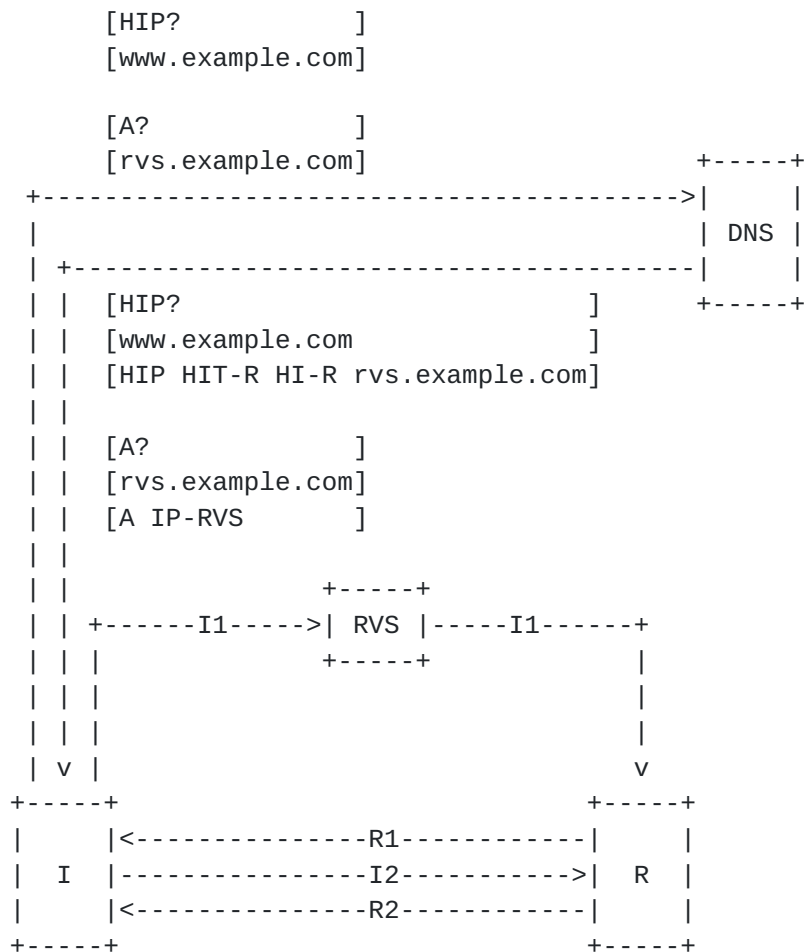 [HIP?           ]
[www.example.com]
[A?             ]
[rvs.example.com]
DNS
[HIP?                          ]
[www.example.com               ]
[HIP HIT-R HI-R rvs.example.com]
[A?             ]
[rvs.example.com]
[A IP-RVS       ]
I1 RVS I1
R1
I I2 R
R2